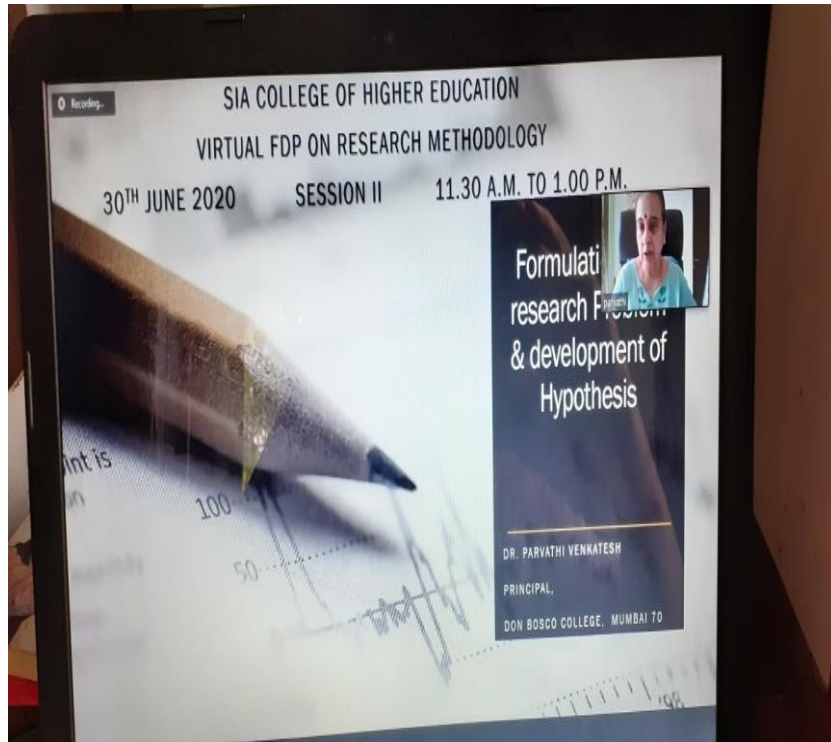 Recording...
SIA COLLEGE OF HIGHER EDUCATION
VIRTUAL FDP ON RESEARCH METHODOLOGY
30TH JUNE 2020 SESSION II 11.30 A.M. TO 1.00 P.M.
Formulati
parvathi
research Problem
& development of
Hypothesis
int is
100
50
DR. PARVATHI VENKATESH
PRINCIPAL,
DON BOSCO COLLEGE, MUMBAI 70
'98